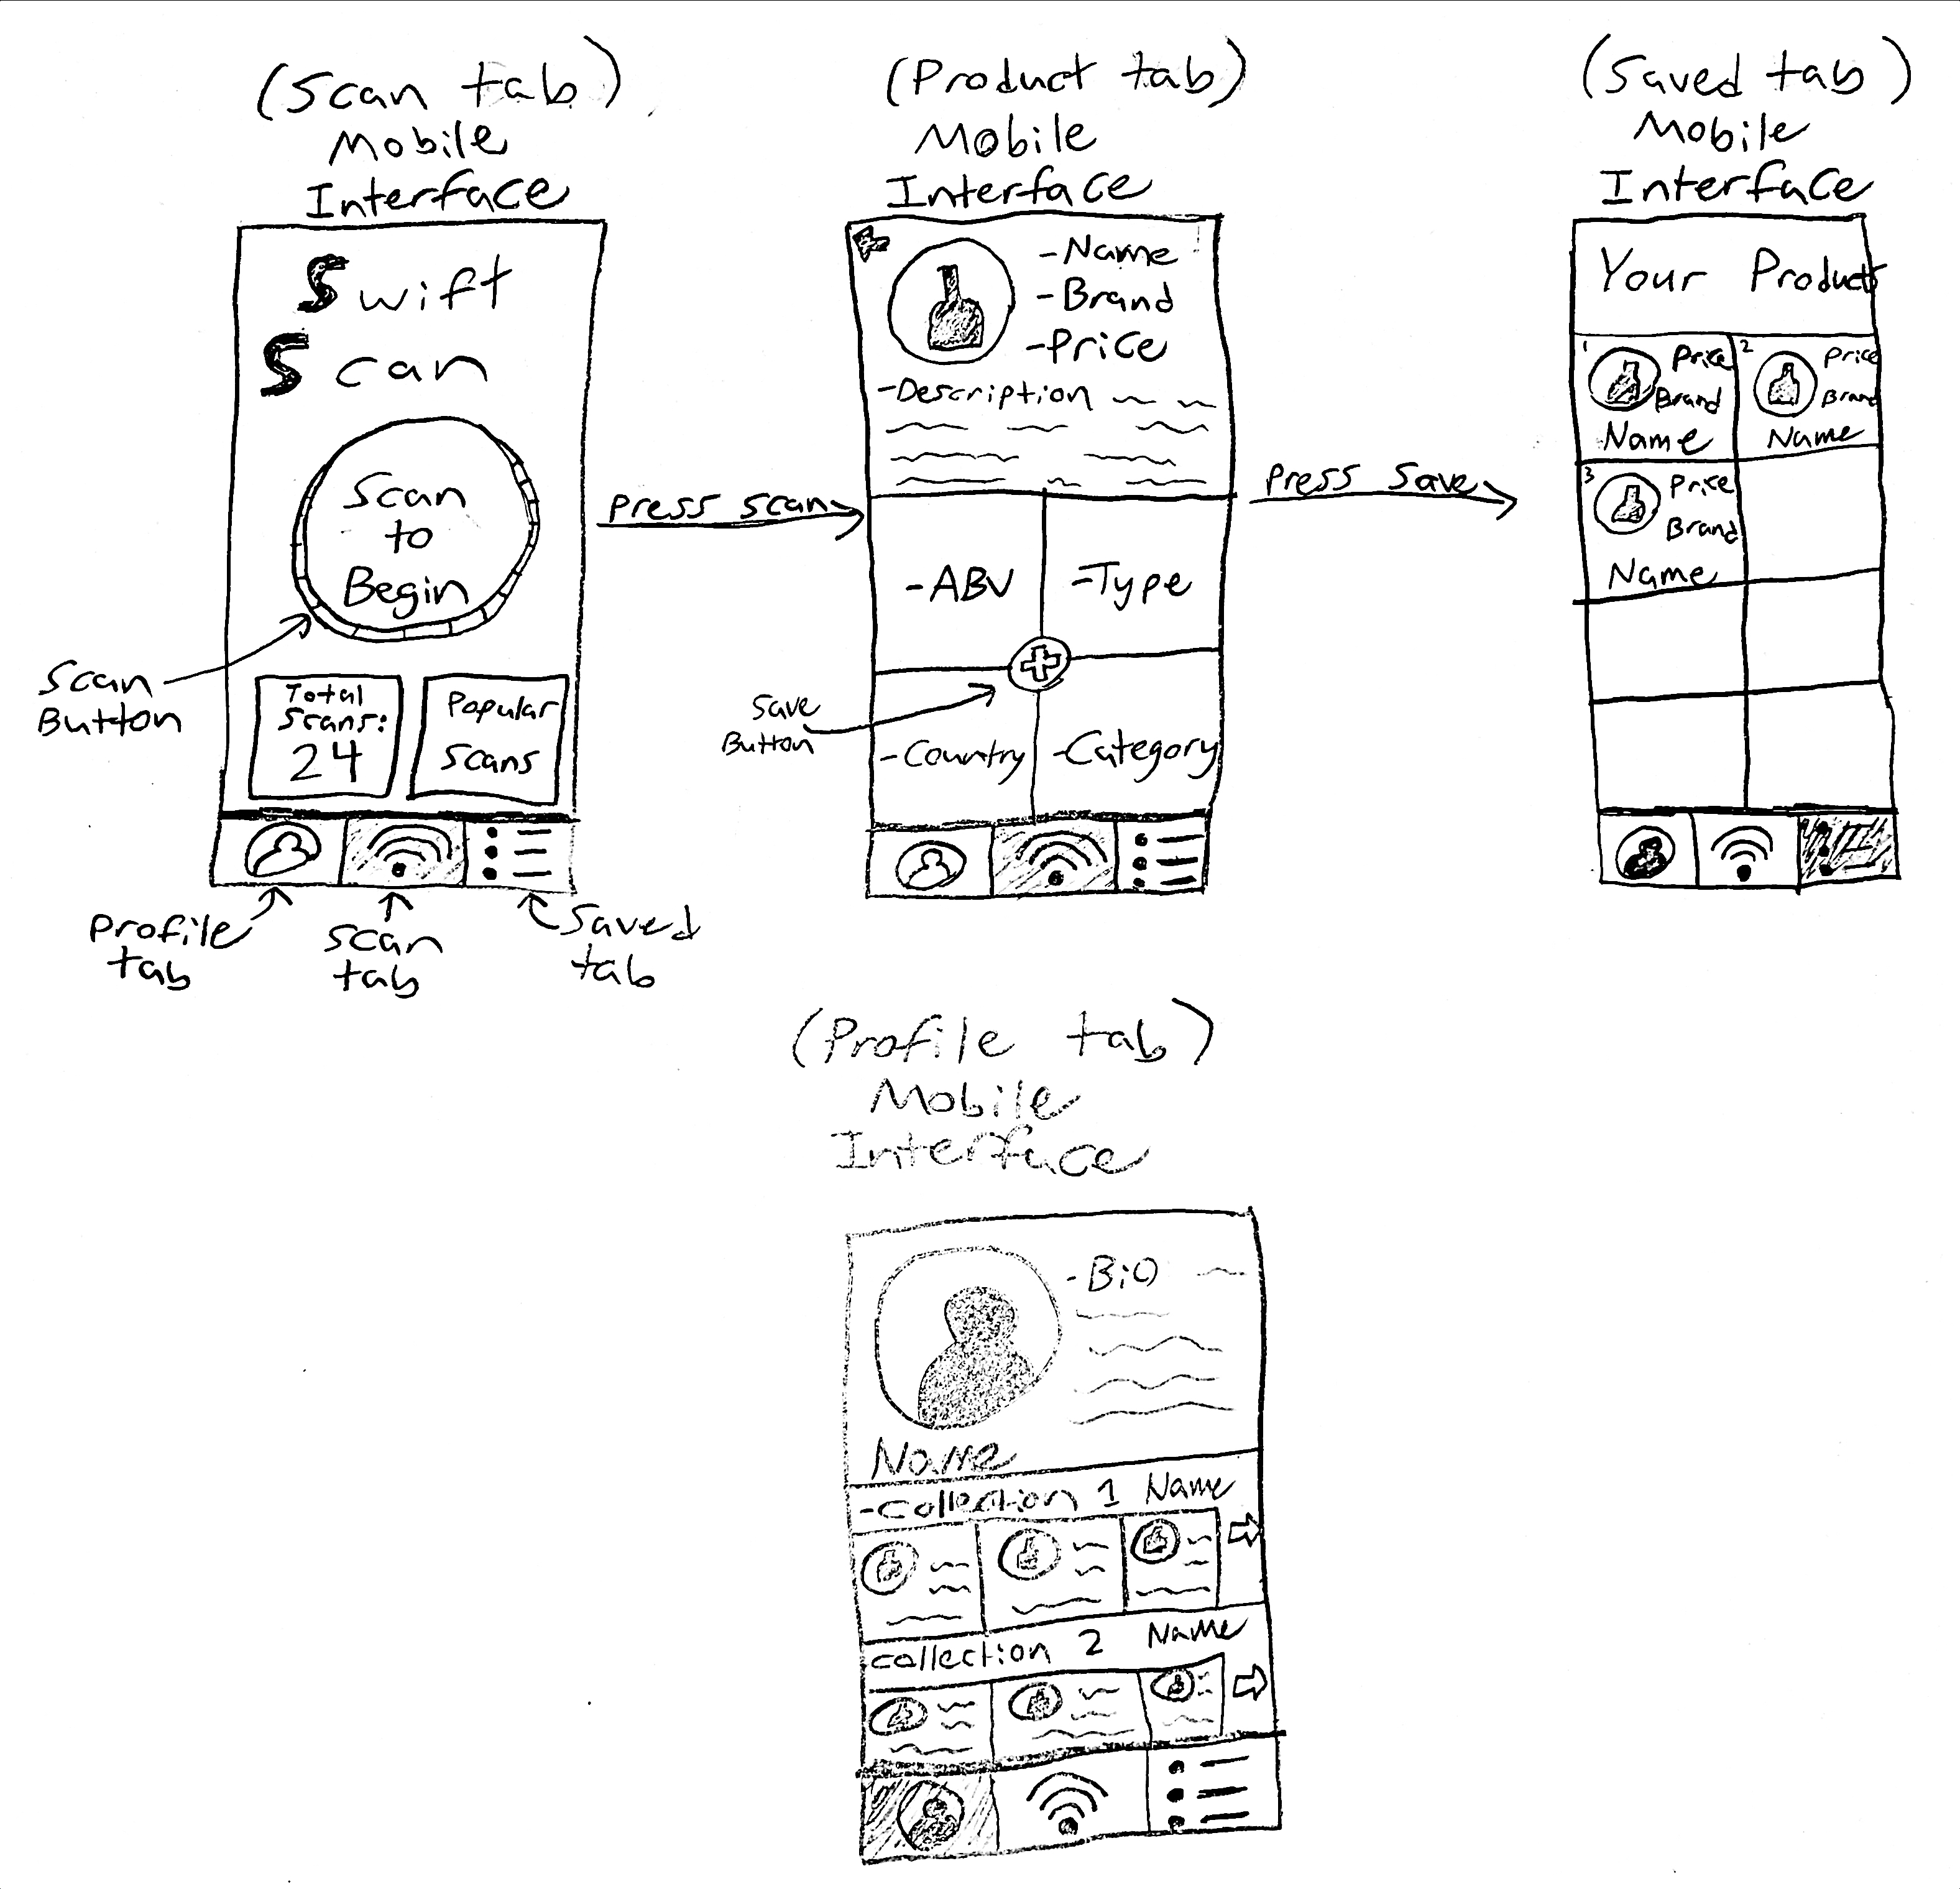 (Scan tab)
Mobile
Interface
Swift
Scan
Scan
to
Begin
Scan
Button
Total
Scans:
24
Popular
Scans
Profile
tab
Scan
tab
Saved
tab
Press Scan
(Product tab)
Mobile
Interface
-Name
-Brand
-Price
-Description
-ABV
-Type
Save
Button
-Country
-Category
Press Save
(Saved tab)
Mobile
Interface
Your Products
1
Price
Brand
Name
2
Price
Brand
Name
3
Price
Brand
Name
(Profile tab)
Mobile
Interface
-Bio
Name
-Collection 1 Name
Collection 2 Name